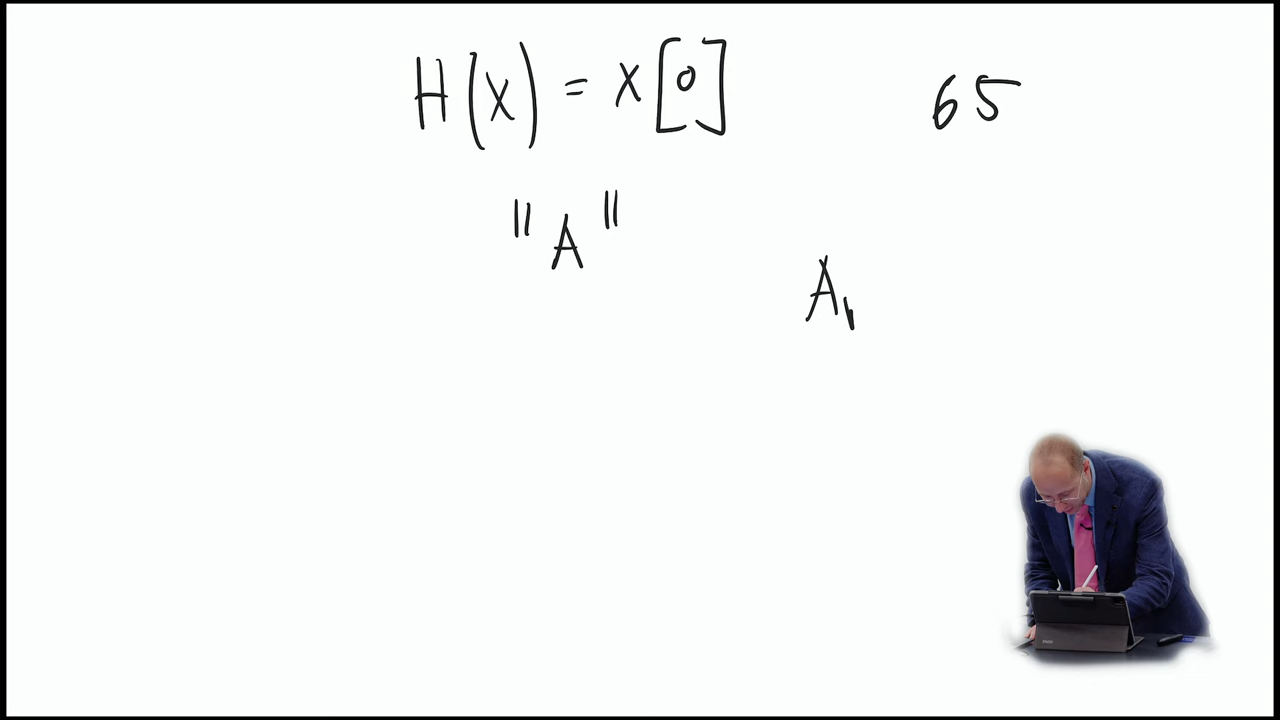 H(x) = x[0] 65
"A"
A